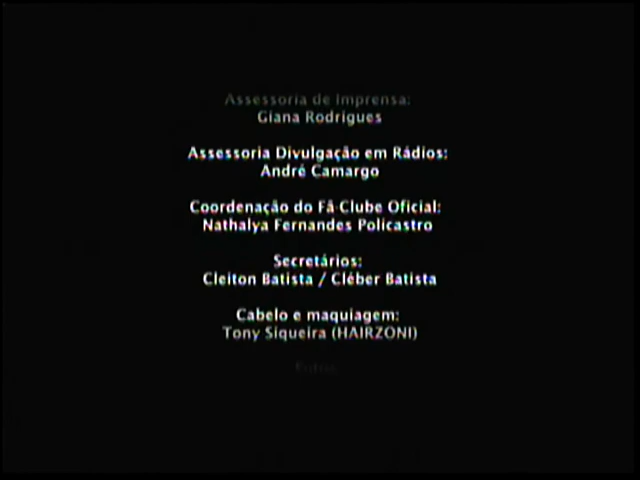 Assessoria de Imprensa:
Giana Rodrigues
Assessoria Divulgação em Rádios:
André Camargo
Coordenação do Fã Clube Oficial:
Nathalya Fernandes Policastro
Secretários:
Cleiton Batista / Cléber Batista
Cabelo e maquiagem:
Tony Siqueira (HAIRZONI)